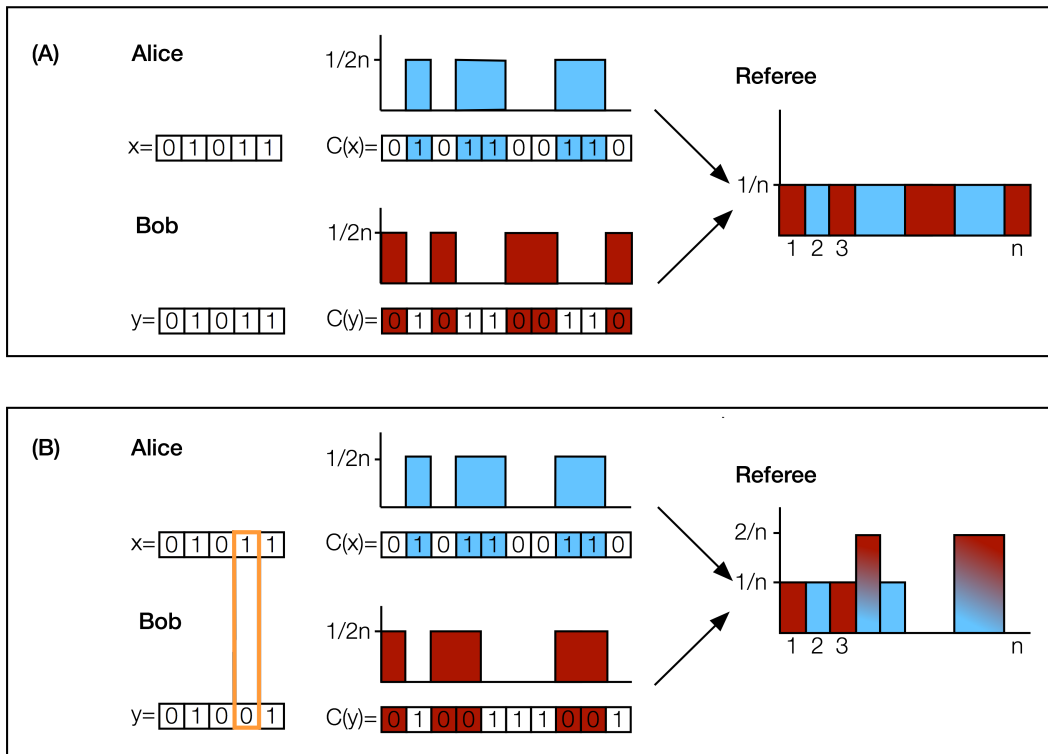 (A)
Alice
1/2n
x= 0 1 0 1 1
C(x)= 0 1 0 1 1 0 0 1 1 0
Bob
1/2n
y= 0 1 0 1 1
C(y)= 0 1 0 1 1 0 0 1 1 0
Referee
1/n
1 2 3 n
(B)
Alice
1/2n
x= 0 1 0 1 1
C(x)= 0 1 0 1 1 0 0 1 1 0
Bob
1/2n
y= 0 1 0 0 1
C(y)= 0 1 0 0 1 1 1 0 0 1
Referee
2/n
1/n
1 2 3 n